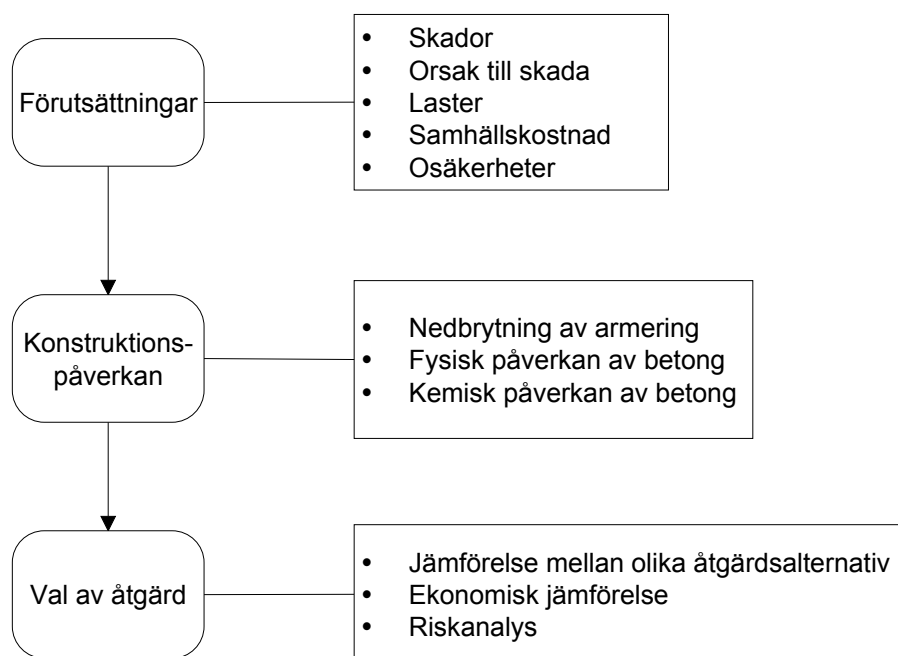 Förutsättningar
• Skador
• Orsak till skada
• Laster
• Samhällskostnad
• Osäkerheter
Konstruktions-
påverkan
• Nedbrytning av armering
• Fysisk påverkan av betong
• Kemisk påverkan av betong
Val av åtgärd
• Jämförelse mellan olika åtgärdsalternativ
• Ekonomisk jämförelse
• Riskanalys